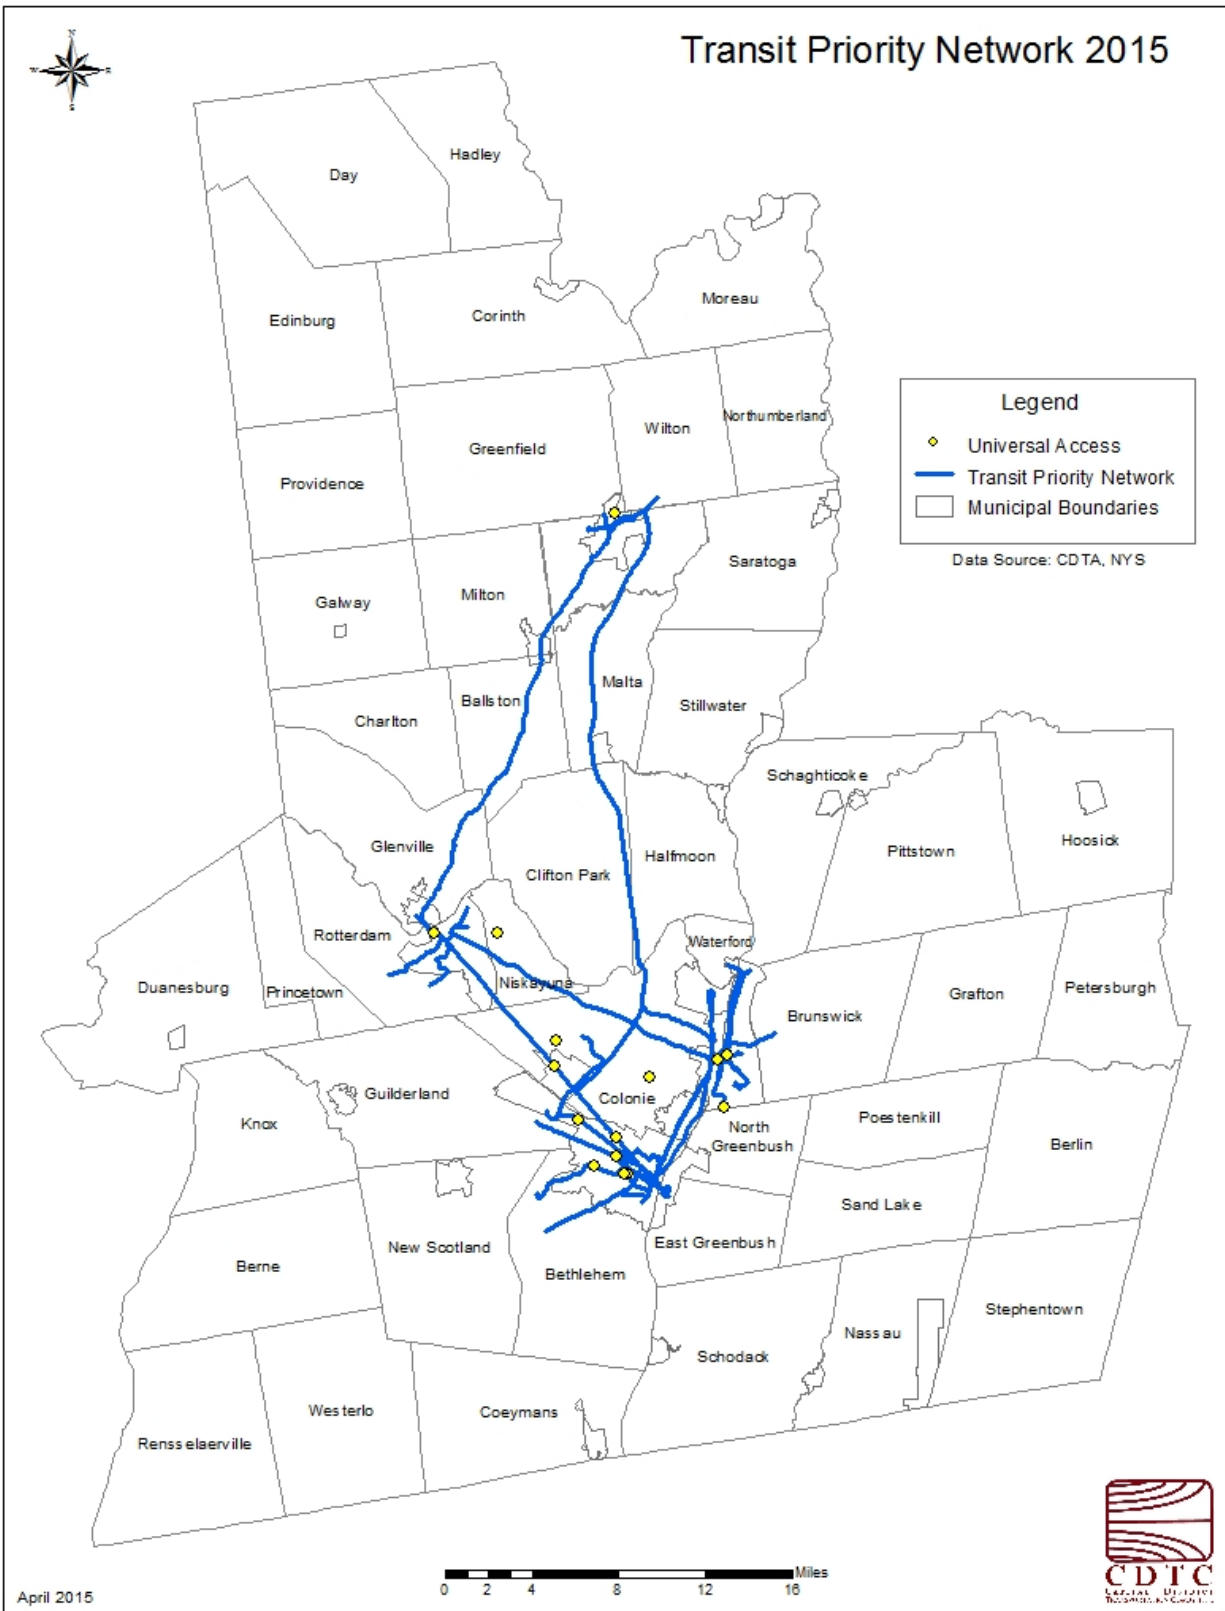 Transit Priority Network 2015
N
W
E
S
Hadley
Day
Moreau
Corinth
Edinburg
Legend
Universal Access
Transit Priority Network
Municipal Boundaries
Data Source: CDTA, NYS
Northumberland
Wilton
Greenfield
Providence
Saratoga
Milton
Galway
Malta
Ballston
Stillwater
Charlton
Schaghticoke
Hoosick
Glenville
Pittstown
Halfmoon
Clifton Park
Rotterdam
Waterford
Niskayuna
Duanesburg
Princetown
Petersburgh
Grafton
Brunswick
Guilderland
Colonie
Knox
Poestenkill
North
Greenbush
Berlin
Sand Lake
East Greenbush
New Scotland
Berne
Bethlehem
Stephentown
Nassau
Schodack
Westerlo
Coeymans
Rensselaerville
Miles
0 2 4 8 12 16
April 2015
CDTC